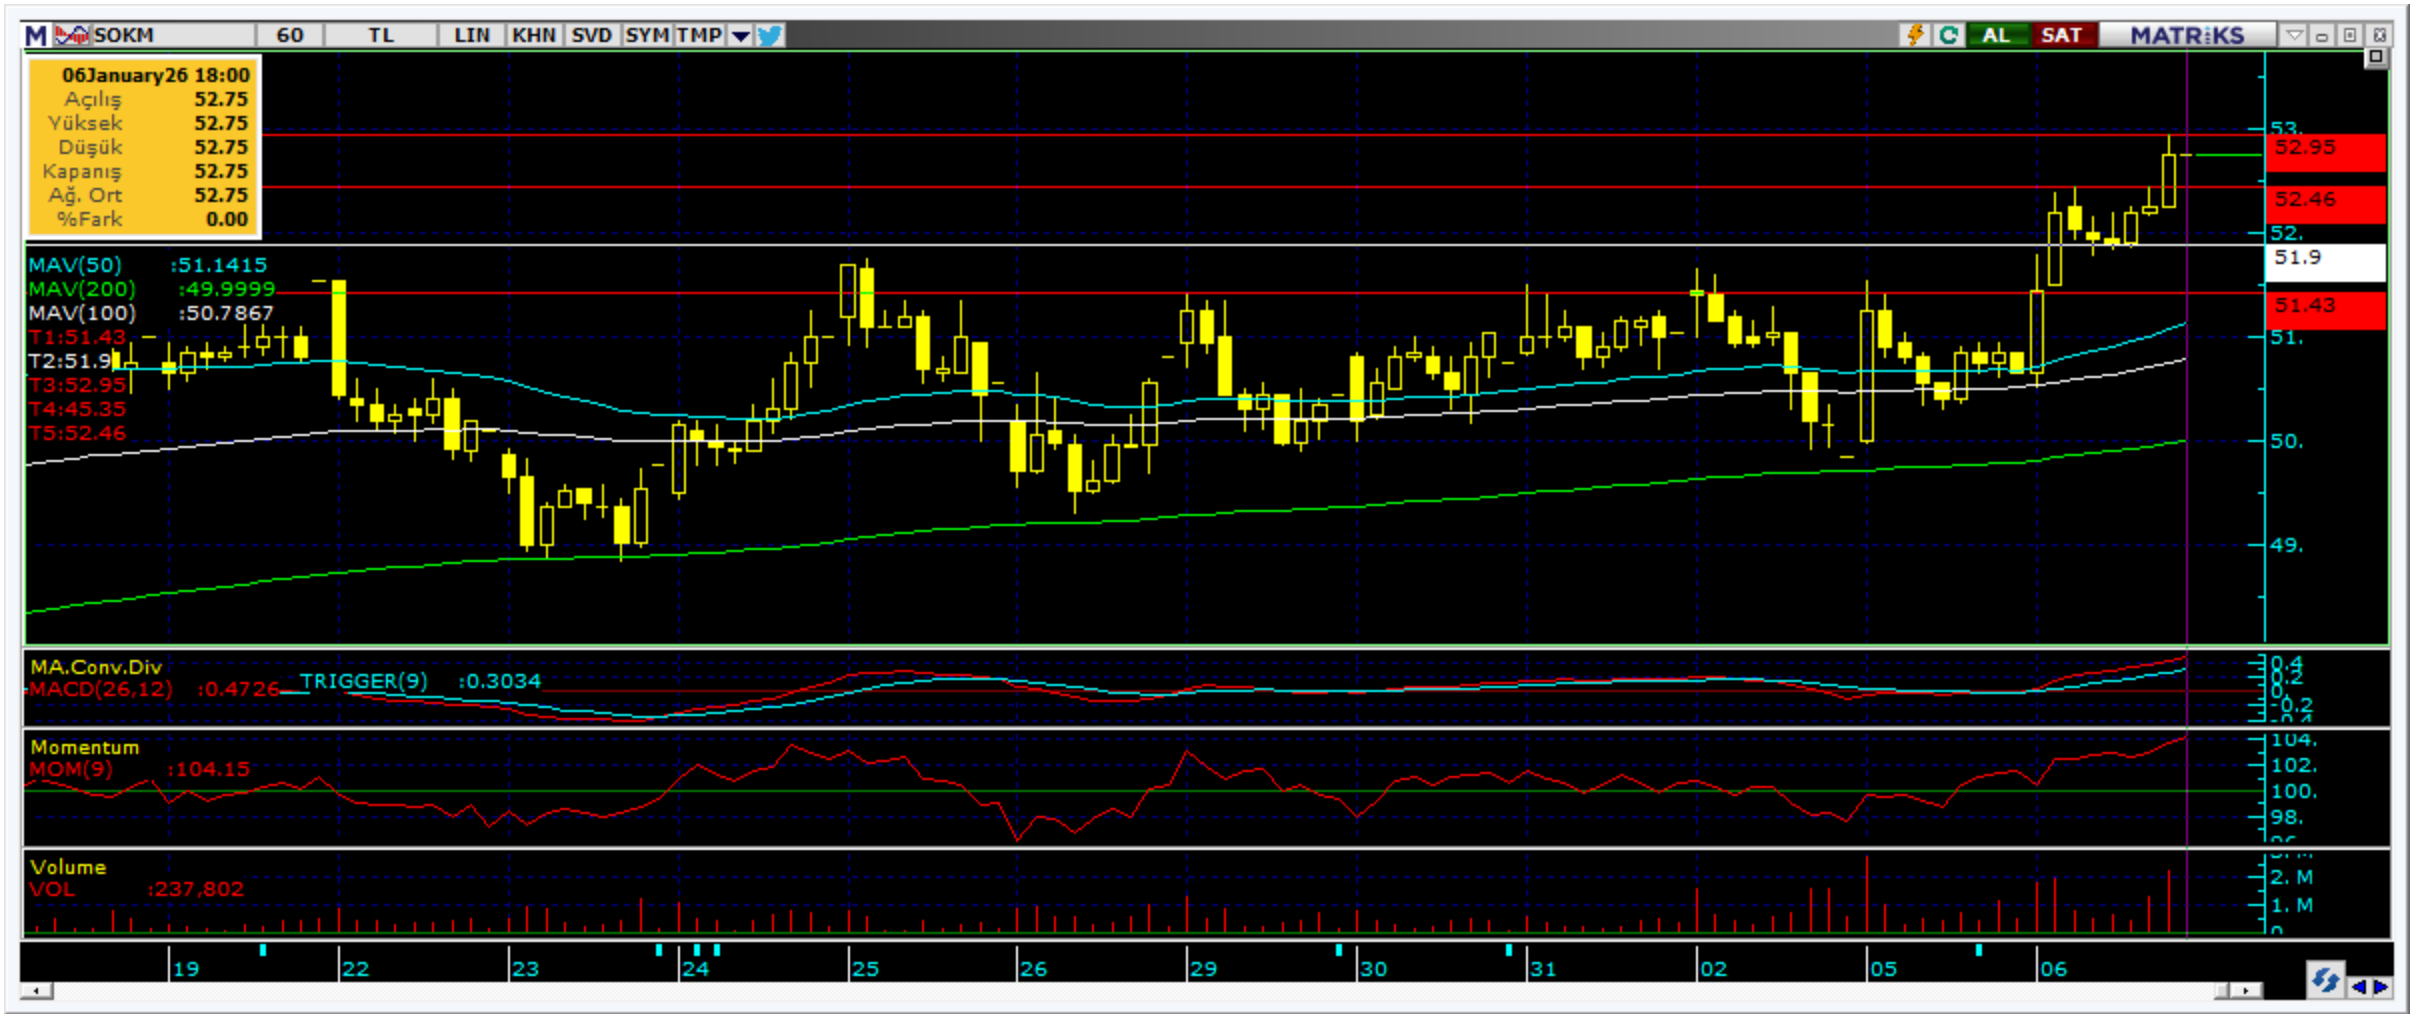 M SOKM 60 TL LIN KHN SVD SYM TMP AL SAT MATRiKS
06January26 18:00
Açılış 52.75
Yüksek 52.75
Düşük 52.75
Kapanış 52.75
Ağ. Ort 52.75
%Fark 0.00
MAV(50) :51.1415
MAV(200) :49.9999
MAV(100) :50.7867
T1:51.43
T2:51.9
T3:52.95
T4:45.35
T5:52.46
53.
52.95
52.46
52.
51.9
51.43
51.
50.
49.
MA.Conv.Div
MACD(26,12) :0.4726 TRIGGER(9) :0.3034
0.4
0.2
0.
-0.2
-0.4
Momentum
MOM(9) :104.15
104.
102.
100.
98.
Volume
VOL :237,802
2. M
1. M
0
19 22 23 24 25 26 29 30 31 02 05 06